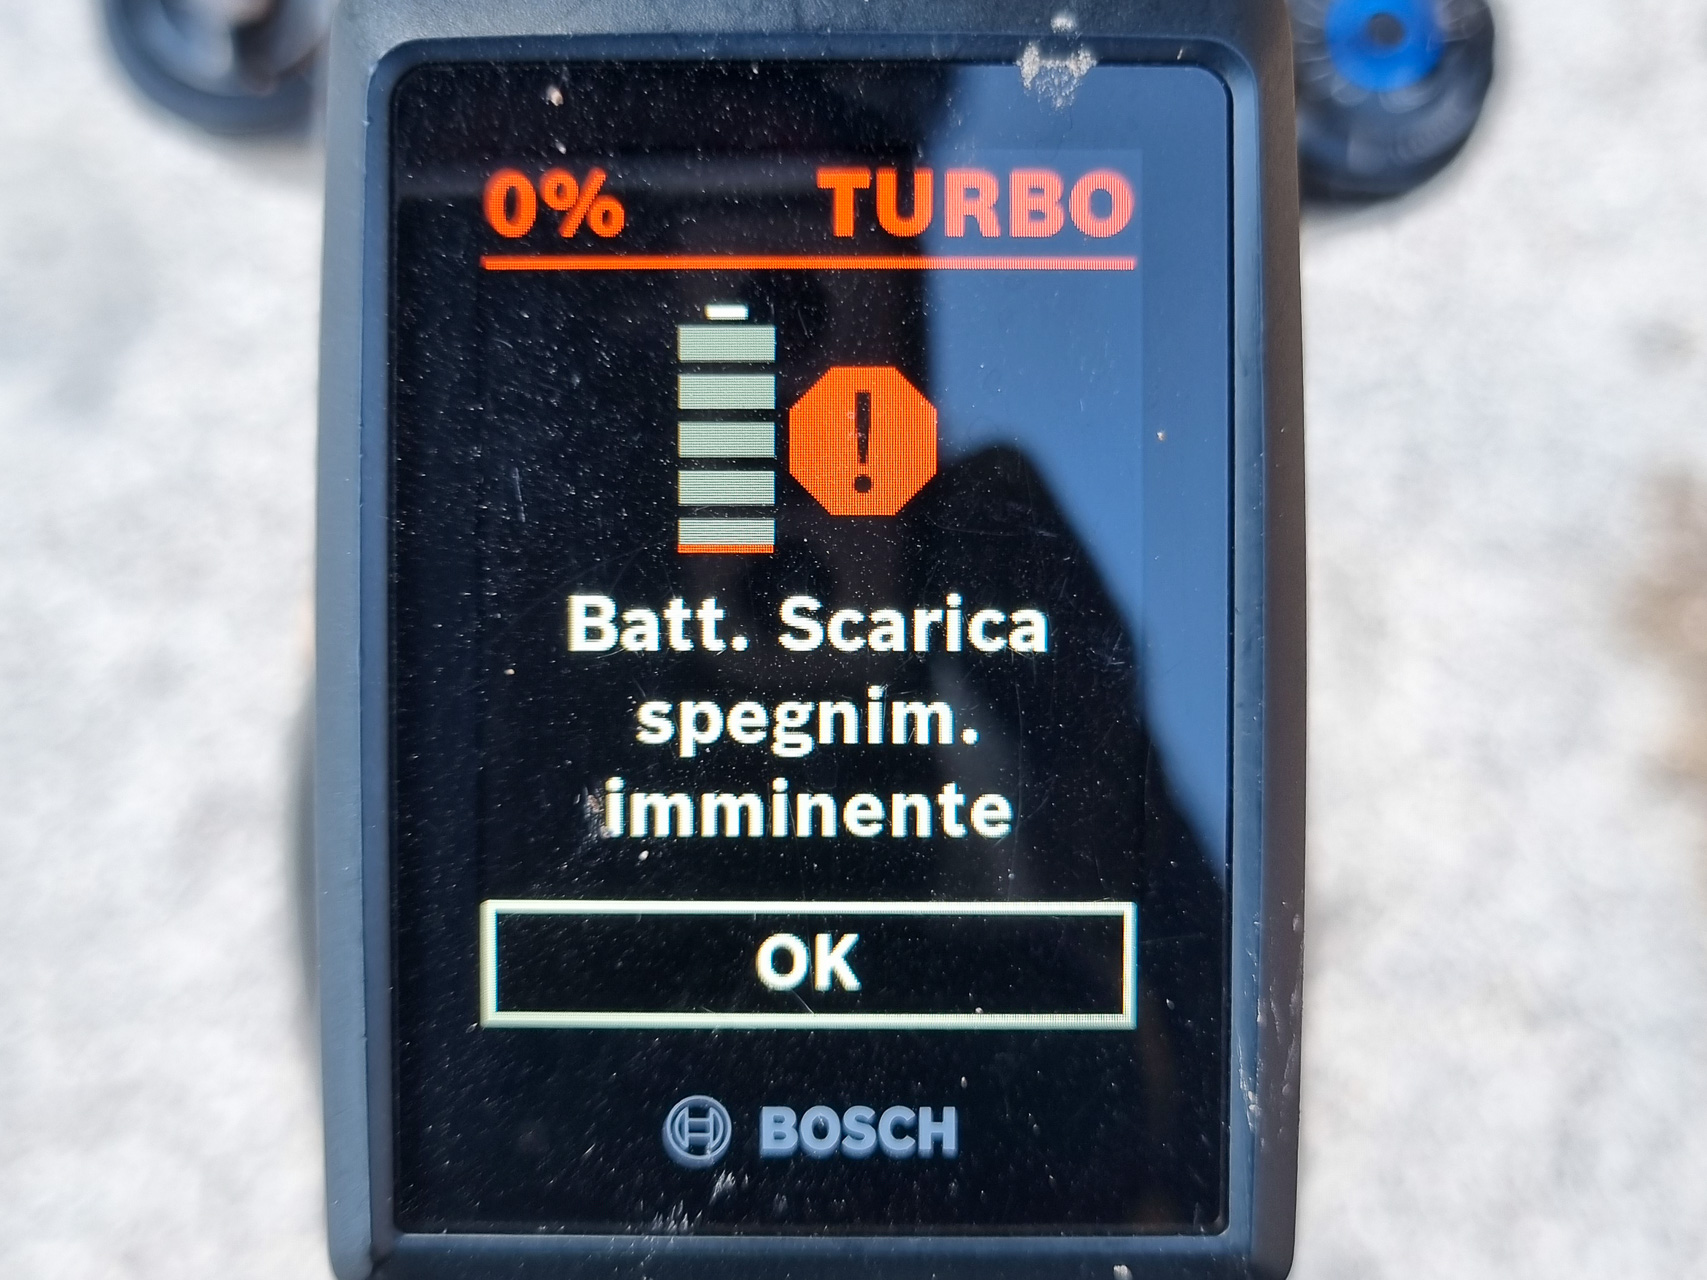 0% TURBO
Batt. Scarica
spegnim.
imminente
OK
BOSCH